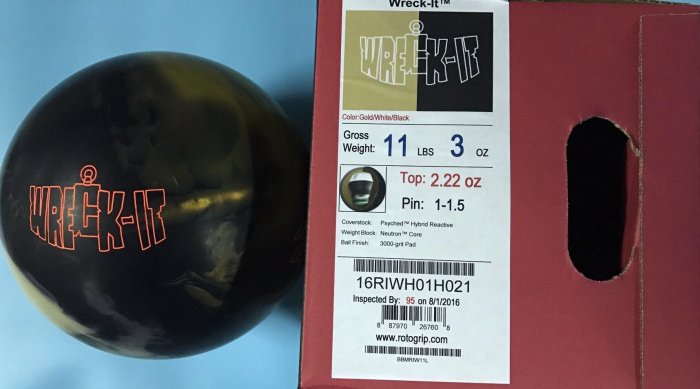 WRECK-IT
Wreck-It™
WRECK-IT
Color:Gold/White/Black
Gross Weight: 11 LBS 3 OZ
Top: 2.22 oz
Pin: 1-1.5
Coverstock: Psyched™ Hybrid Reactive
Weight Block: Neutron™ Core
Ball Finish: 3000-grit Pad
16RIWH01H021
Inspected By: 95 on 8/1/2016
8 87970 26760 8
www.rotogrip.com
BBMRIW11L